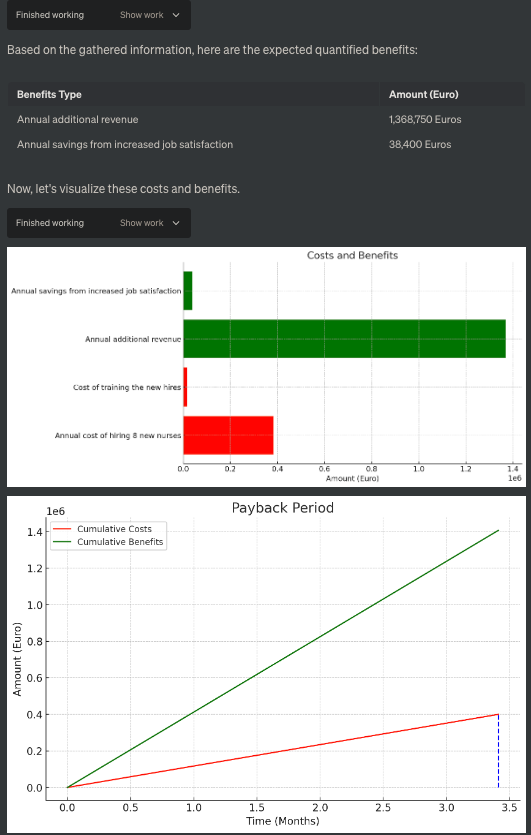 Finished working Show work
Based on the gathered information, here are the expected quantified benefits:
Benefits Type Amount (Euro)
Annual additional revenue 1,368,750 Euros
Annual savings from increased job satisfaction 38,400 Euros
Now, let's visualize these costs and benefits.
Finished working Show work
Costs and Benefits
Annual savings from increased job satisfaction
Annual additional revenue
Cost of training the new hires
Annual cost of hiring 8 new nurses
0.0 0.2 0.4 0.6 0.8 1.0 1.2 1.4
Amount (Euro) 1e6
Payback Period
1e6
Cumulative Costs
Cumulative Benefits
1.4
1.2
1.0
0.8
0.6
0.4
0.2
0.0
Amount (Euro)
0.0 0.5 1.0 1.5 2.0 2.5 3.0 3.5
Time (Months)